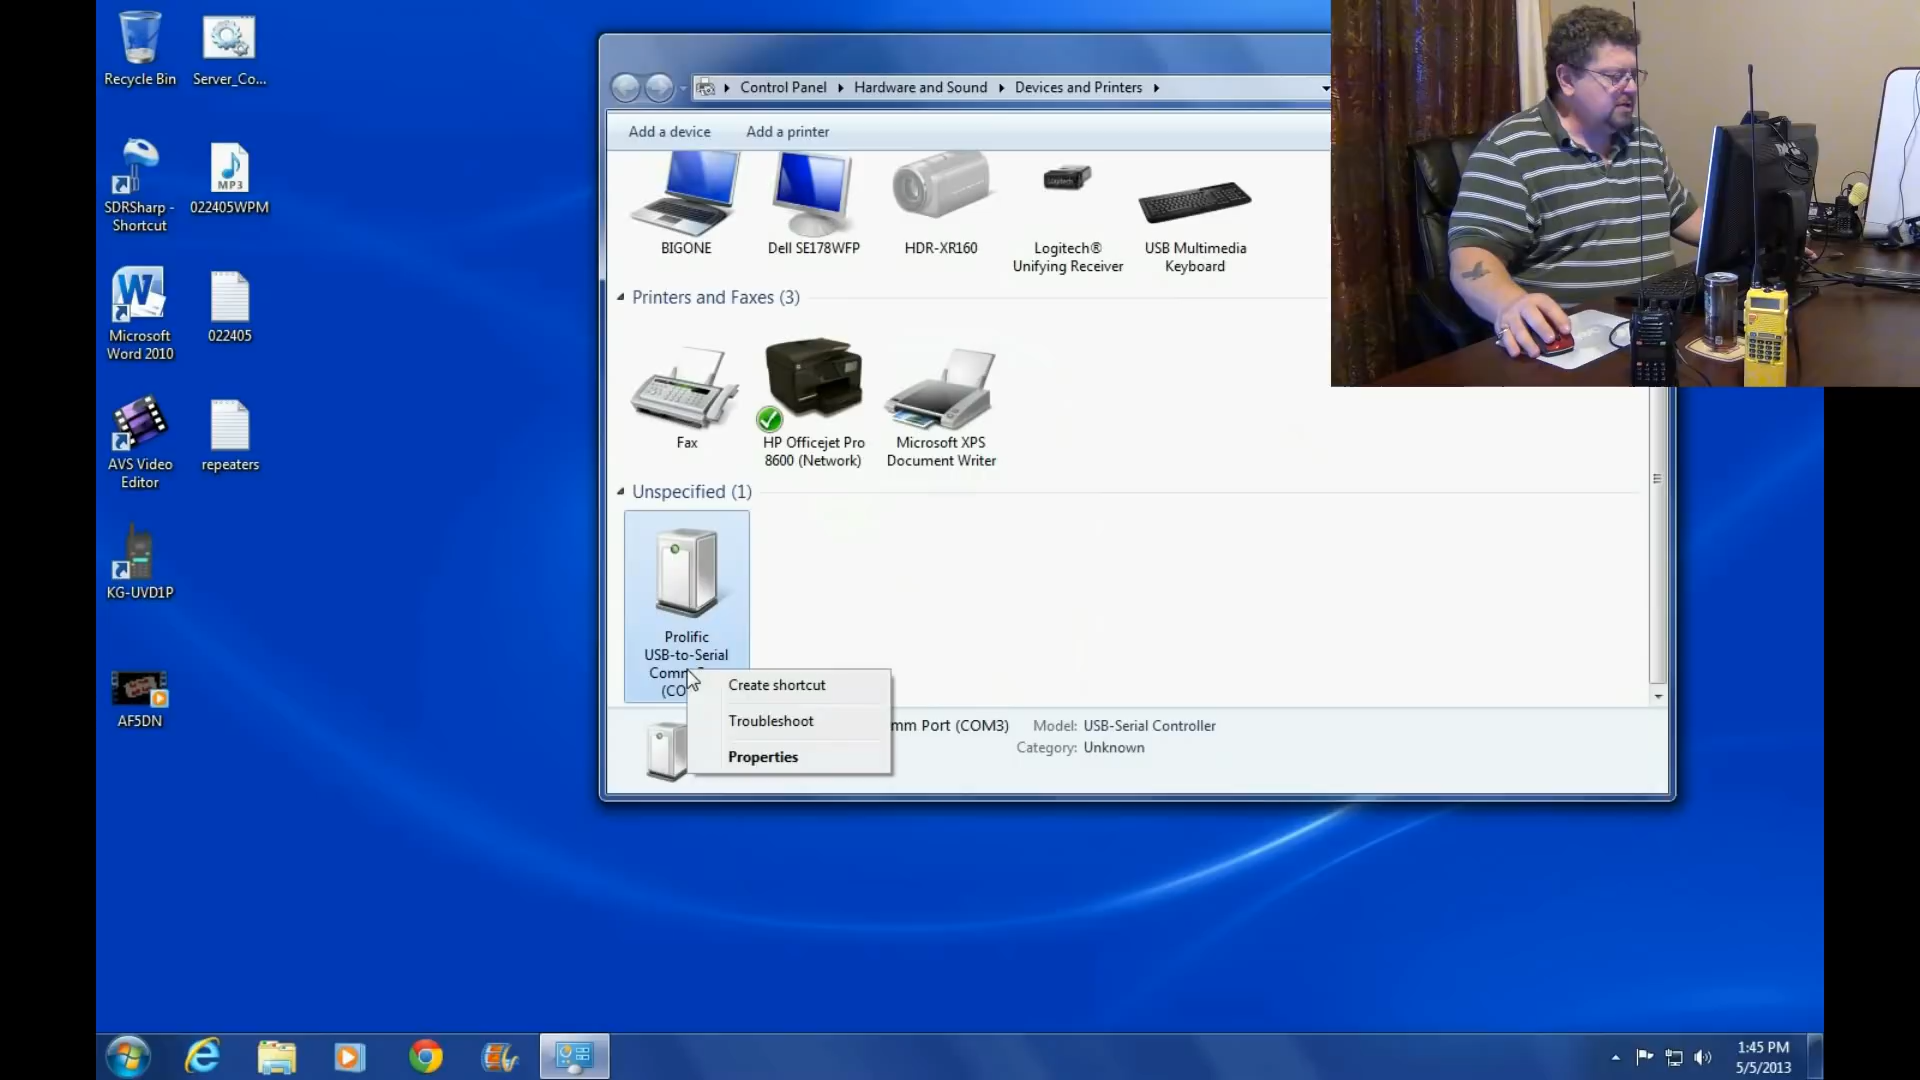 Recycle Bin
Server_Co...
SDRSharp -
Shortcut
MP3
022405WPM
Microsoft
Word 2010
022405
AVS Video
Editor
repeaters
KG-UVD1P
AF5DN
Control Panel
Hardware and Sound
Devices and Printers
Add a device
Add a printer
BIGONE
Dell SE178WFP
HDR-XR160
Logitech®
Unifying Receiver
USB Multimedia
Keyboard
Printers and Faxes (3)
Fax
HP Officejet Pro
8600 (Network)
Microsoft XPS
Document Writer
Unspecified (1)
Prolific
USB-to-Serial
Comm
(CO
Create shortcut
Troubleshoot
Properties
mm Port (COM3)
Model: USB-Serial Controller
Category: Unknown
1:45 PM
5/5/2013